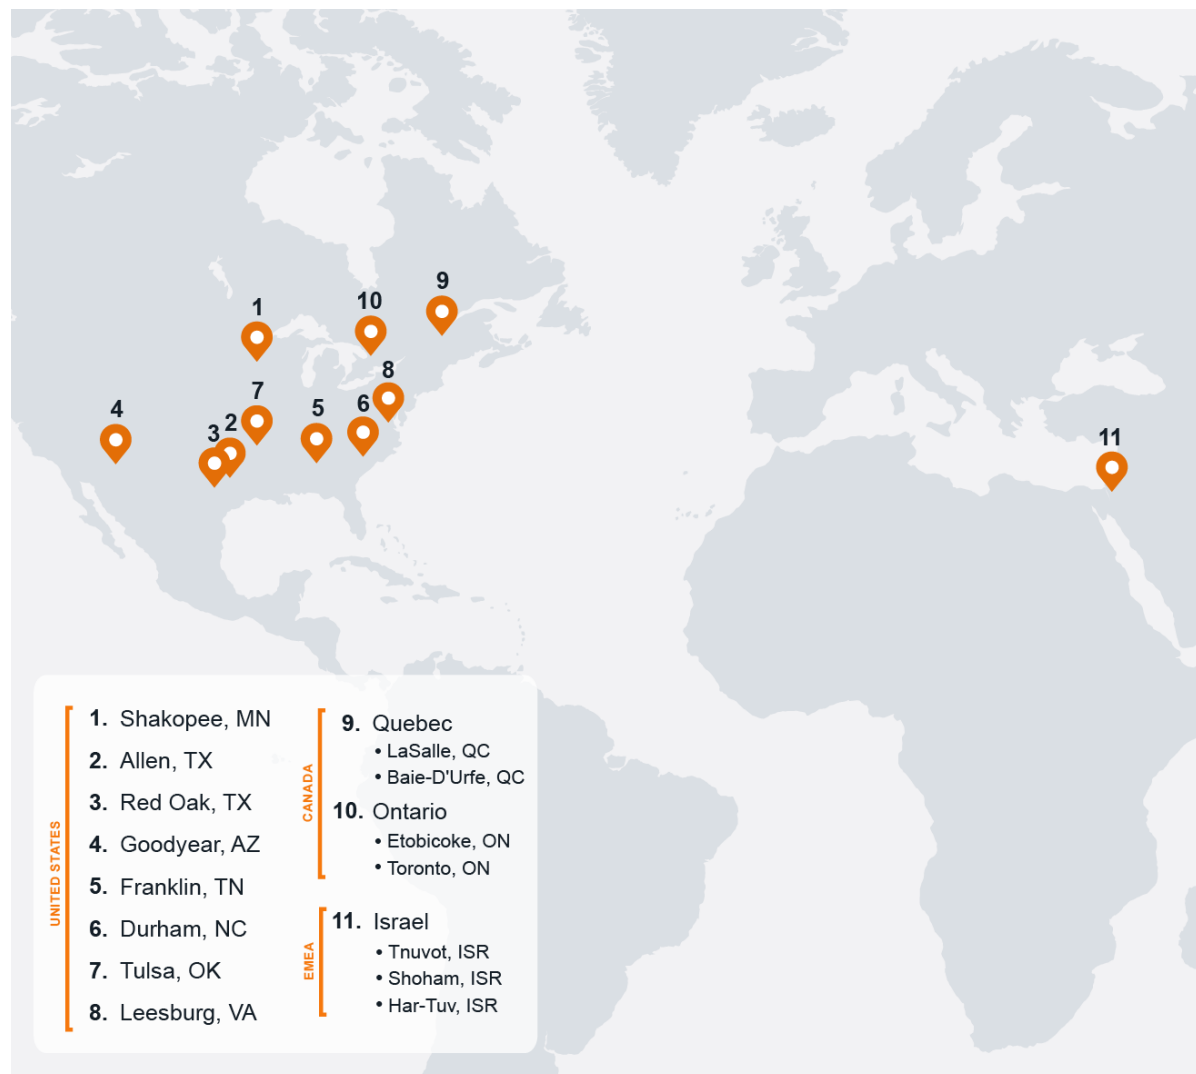 9
10
1
8
7
6
5
4
2
3
11
UNITED STATES
1. Shakopee, MN
2. Allen, TX
3. Red Oak, TX
4. Goodyear, AZ
5. Franklin, TN
6. Durham, NC
7. Tulsa, OK
8. Leesburg, VA
CANADA
9. Quebec
• LaSalle, QC
• Baie-D'Urfe, QC
10. Ontario
• Etobicoke, ON
• Toronto, ON
EMEA
11. Israel
• Tnuvot, ISR
• Shoham, ISR
• Har-Tuv, ISR